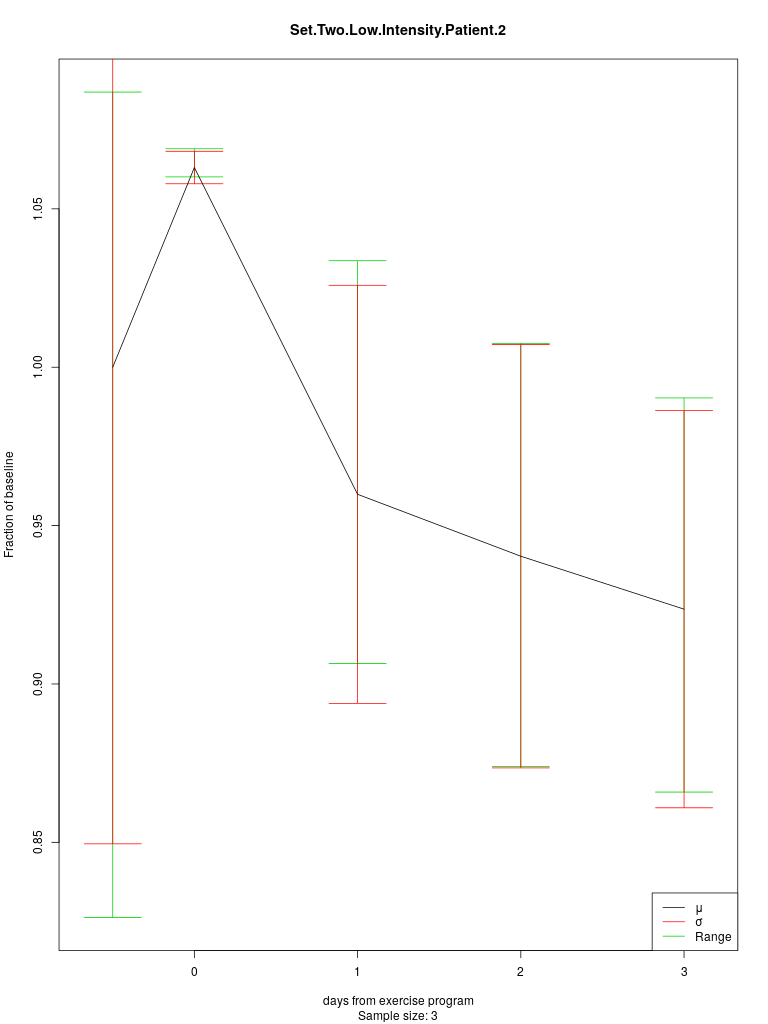 Set.Two.Low.Intensity.Patient.2
Fraction of baseline
1.05
1.00
0.95
0.90
0.85
0 1 2 3
days from exercise program
Sample size: 3
μ
σ
Range